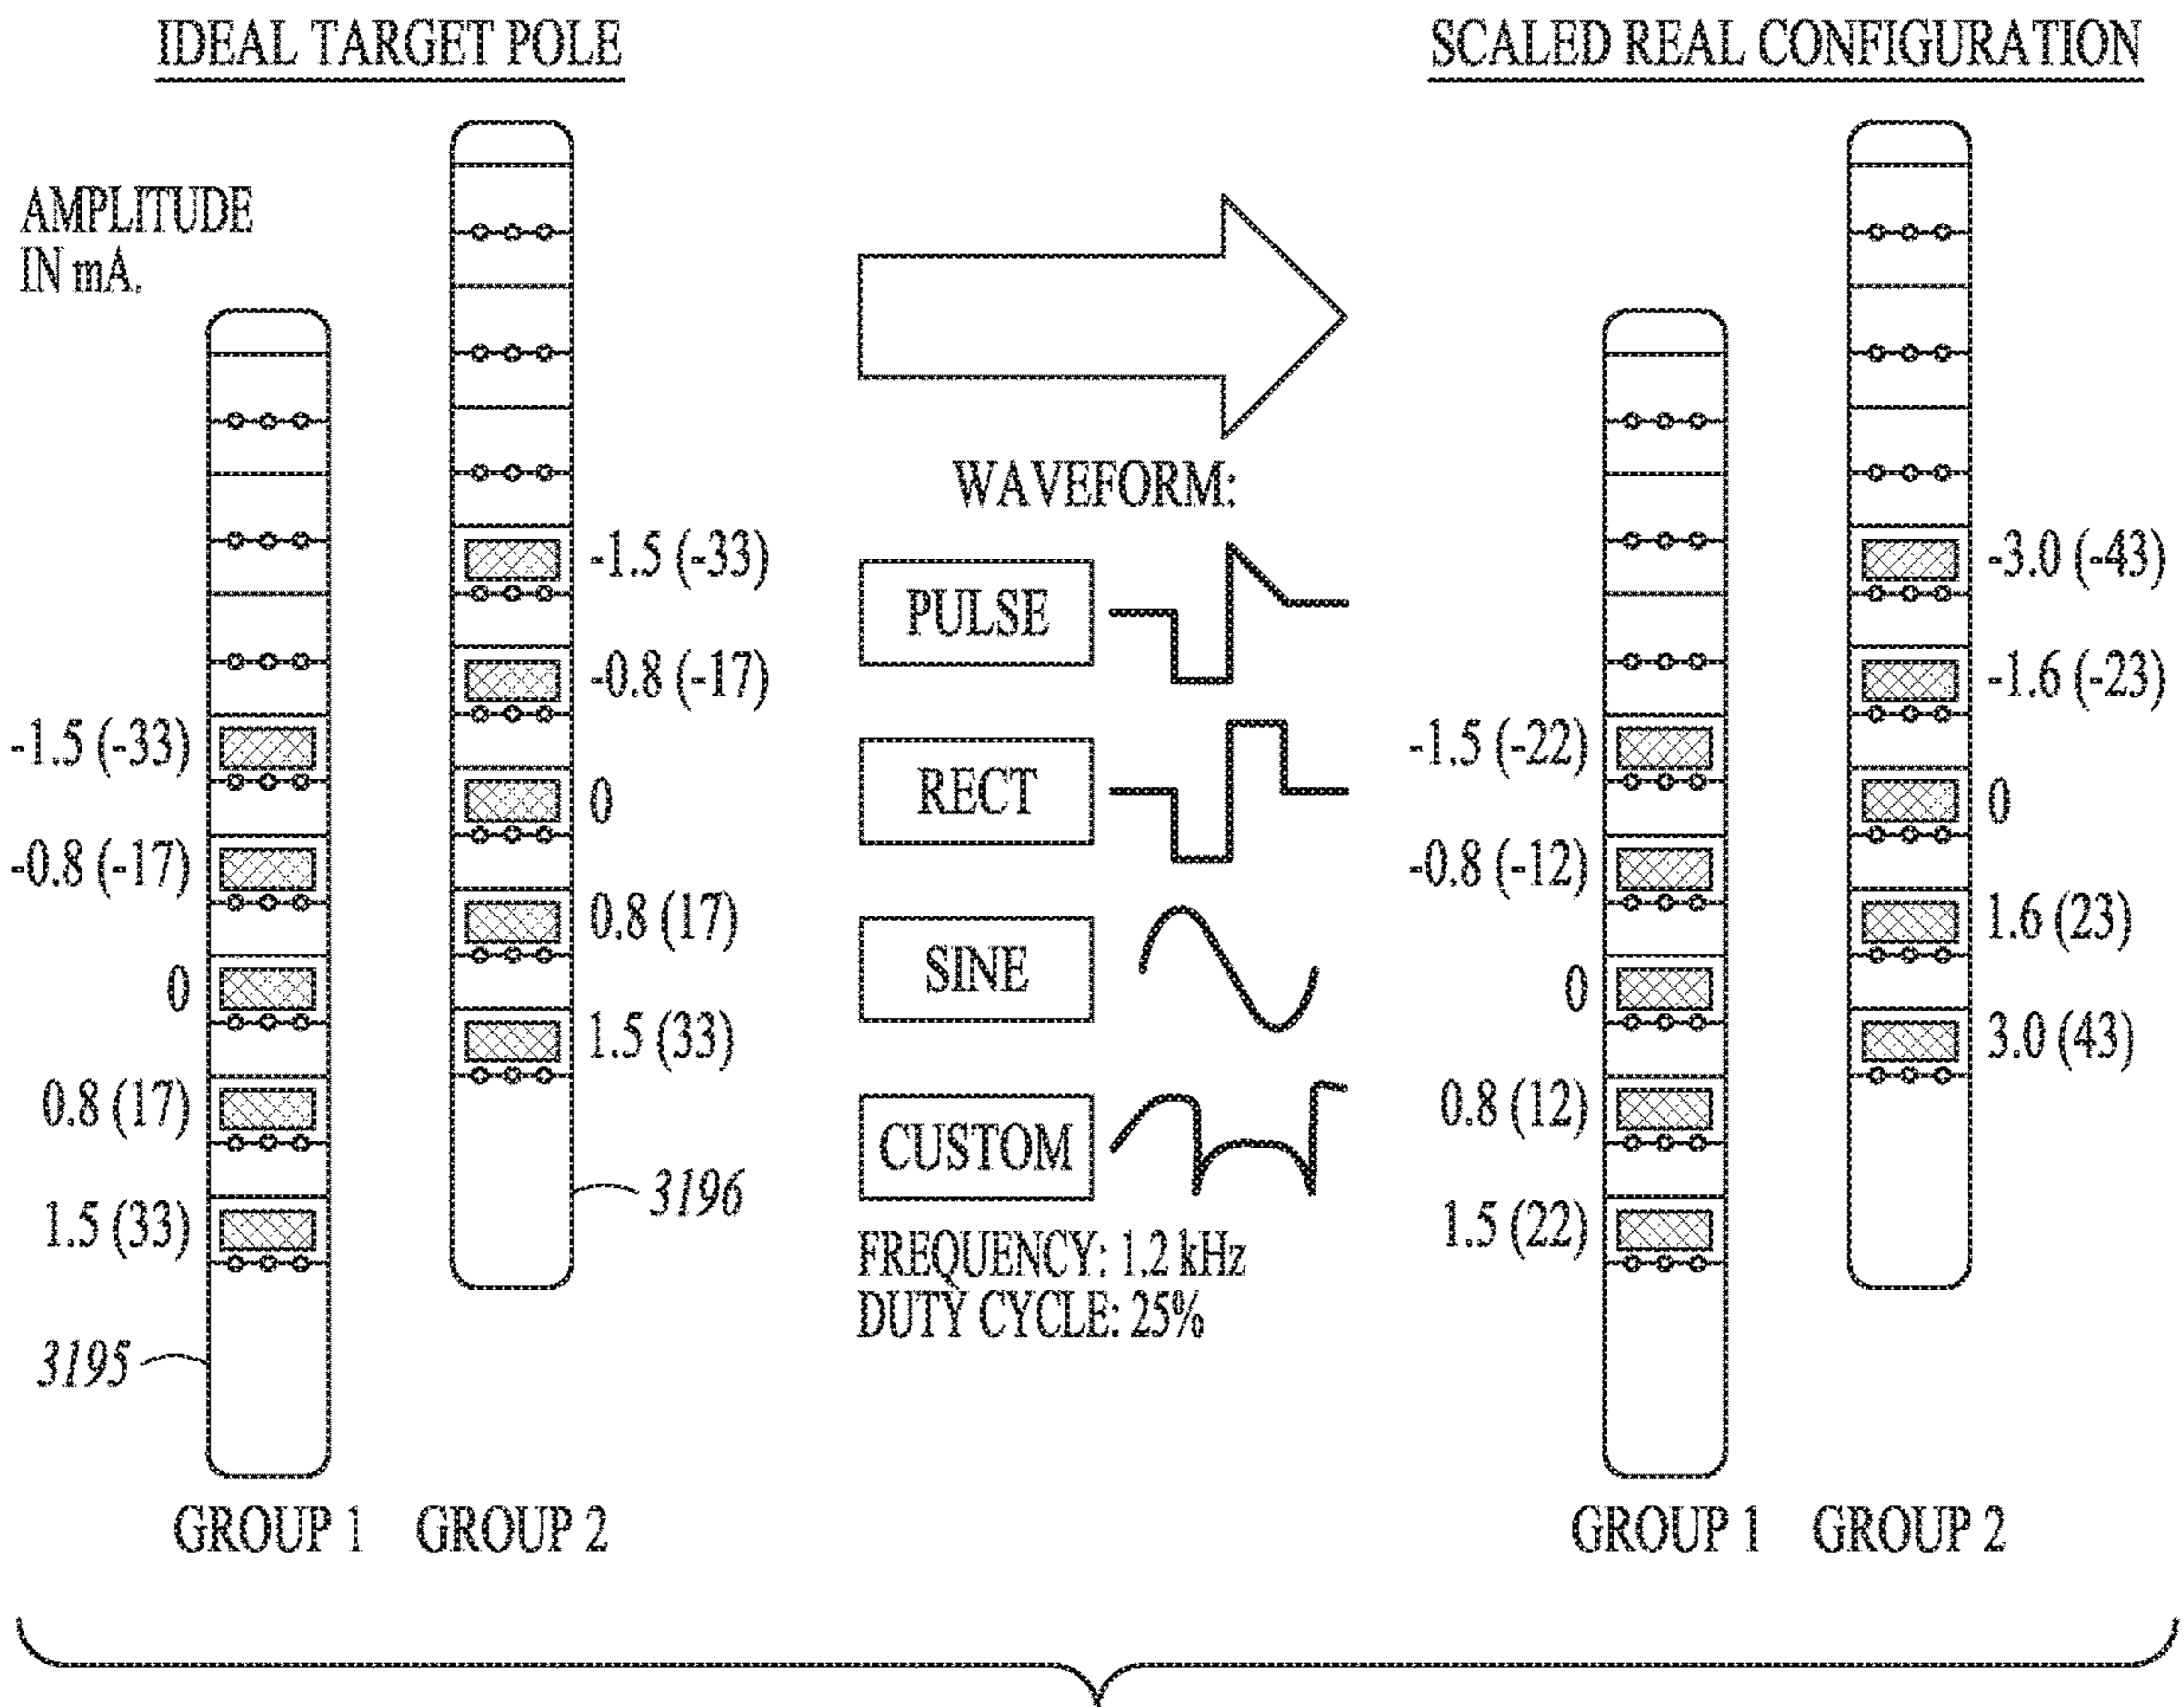 IDEAL TARGET POLE
SCALED REAL CONFIGURATION
AMPLITUDE
IN mA.
-1.5 (-33)
-0.8 (-17)
0
0.8 (17)
1.5 (33)
3195
GROUP 1
-1.5 (-33)
-0.8 (-17)
0
0.8 (17)
1.5 (33)
3196
GROUP 2
WAVEFORM:
PULSE
RECT
SINE
CUSTOM
FREQUENCY: 1.2 kHz
DUTY CYCLE: 25%
-1.5 (-22)
-0.8 (-12)
0
0.8 (12)
1.5 (22)
GROUP 1
-3.0 (-43)
-1.6 (-23)
0
1.6 (23)
3.0 (43)
GROUP 2